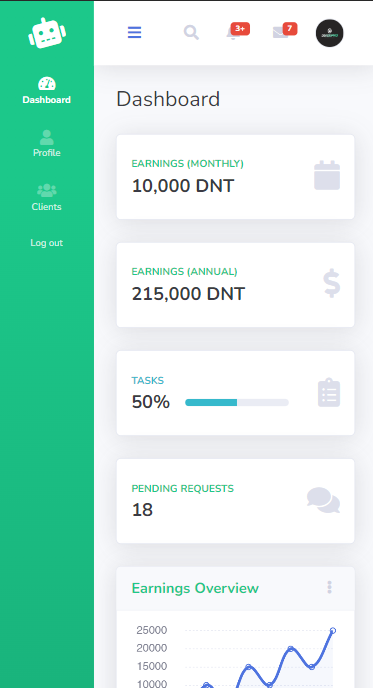 3+
7
Dashboard
Profile
Clients
Log out
Dashboard
EARNINGS (MONTHLY)
10,000 DNT
EARNINGS (ANNUAL)
215,000 DNT
TASKS
50%
PENDING REQUESTS
18
Earnings Overview
25000
20000
15000
10000